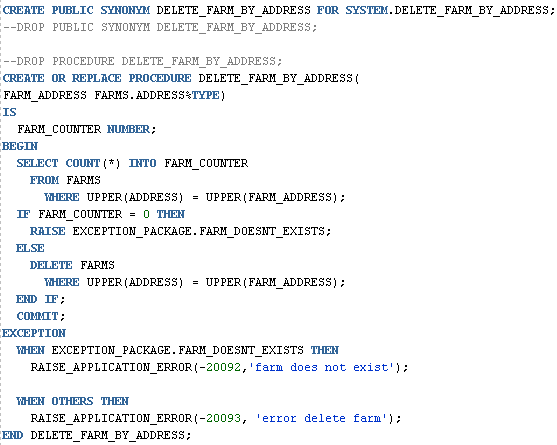 CREATE PUBLIC SYNONYM DELETE_FARM_BY_ADDRESS FOR SYSTEM.DELETE_FARM_BY_ADDRESS;
--DROP PUBLIC SYNONYM DELETE_FARM_BY_ADDRESS;

--DROP PROCEDURE DELETE_FARM_BY_ADDRESS;
CREATE OR REPLACE PROCEDURE DELETE_FARM_BY_ADDRESS(
FARM_ADDRESS FARMS.ADDRESS%TYPE)
IS
  FARM_COUNTER NUMBER;
BEGIN
  SELECT COUNT(*) INTO FARM_COUNTER
    FROM FARMS
      WHERE UPPER(ADDRESS) = UPPER(FARM_ADDRESS);
  IF FARM_COUNTER = 0 THEN
    RAISE EXCEPTION_PACKAGE.FARM_DOESNT_EXISTS;
  ELSE
    DELETE FARMS
      WHERE UPPER(ADDRESS) = UPPER(FARM_ADDRESS);
  END IF;
  COMMIT;
EXCEPTION
  WHEN EXCEPTION_PACKAGE.FARM_DOESNT_EXISTS THEN
    RAISE_APPLICATION_ERROR(-20092,'farm does not exist');

  WHEN OTHERS THEN
    RAISE_APPLICATION_ERROR(-20093, 'error delete farm');
END DELETE_FARM_BY_ADDRESS;